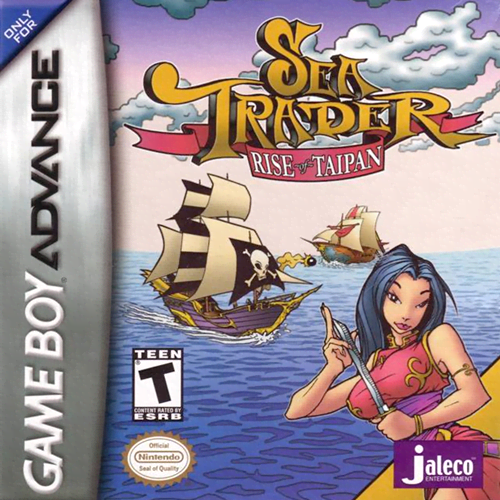 ONLY
FOR
GAME BOY ADVANCE
SEA
TRADER
RISE of TAIPAN
TEEN
T
CONTENT RATED BY
ESRB
Official
Nintendo
Seal of Quality
jaleco
ENTERTAINMENT